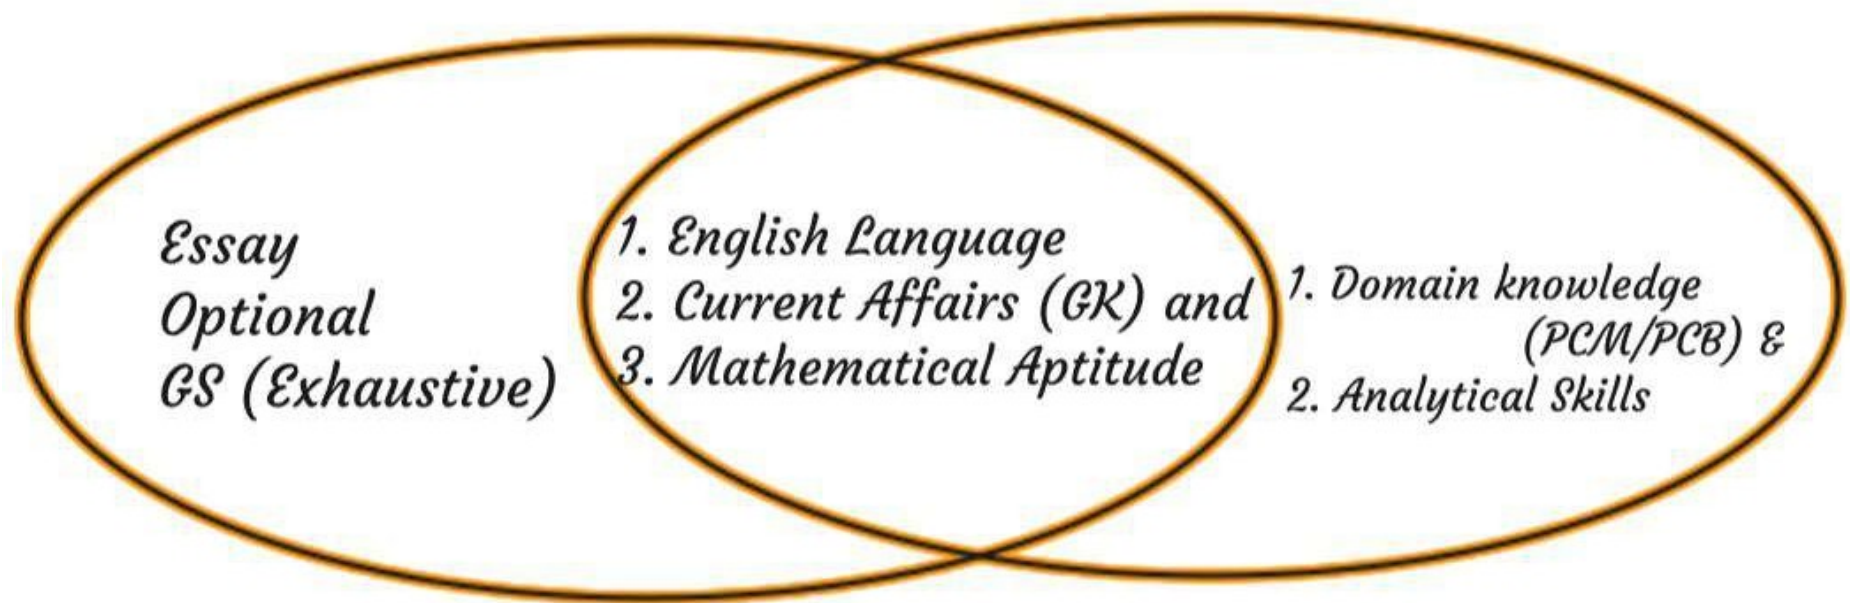 Essay
Optional
GS (Exhaustive)
1. English Language
2. Current Affairs (GK) and
3. Mathematical Aptitude
1. Domain knowledge
(PCM/PCB) &
2. Analytical Skills